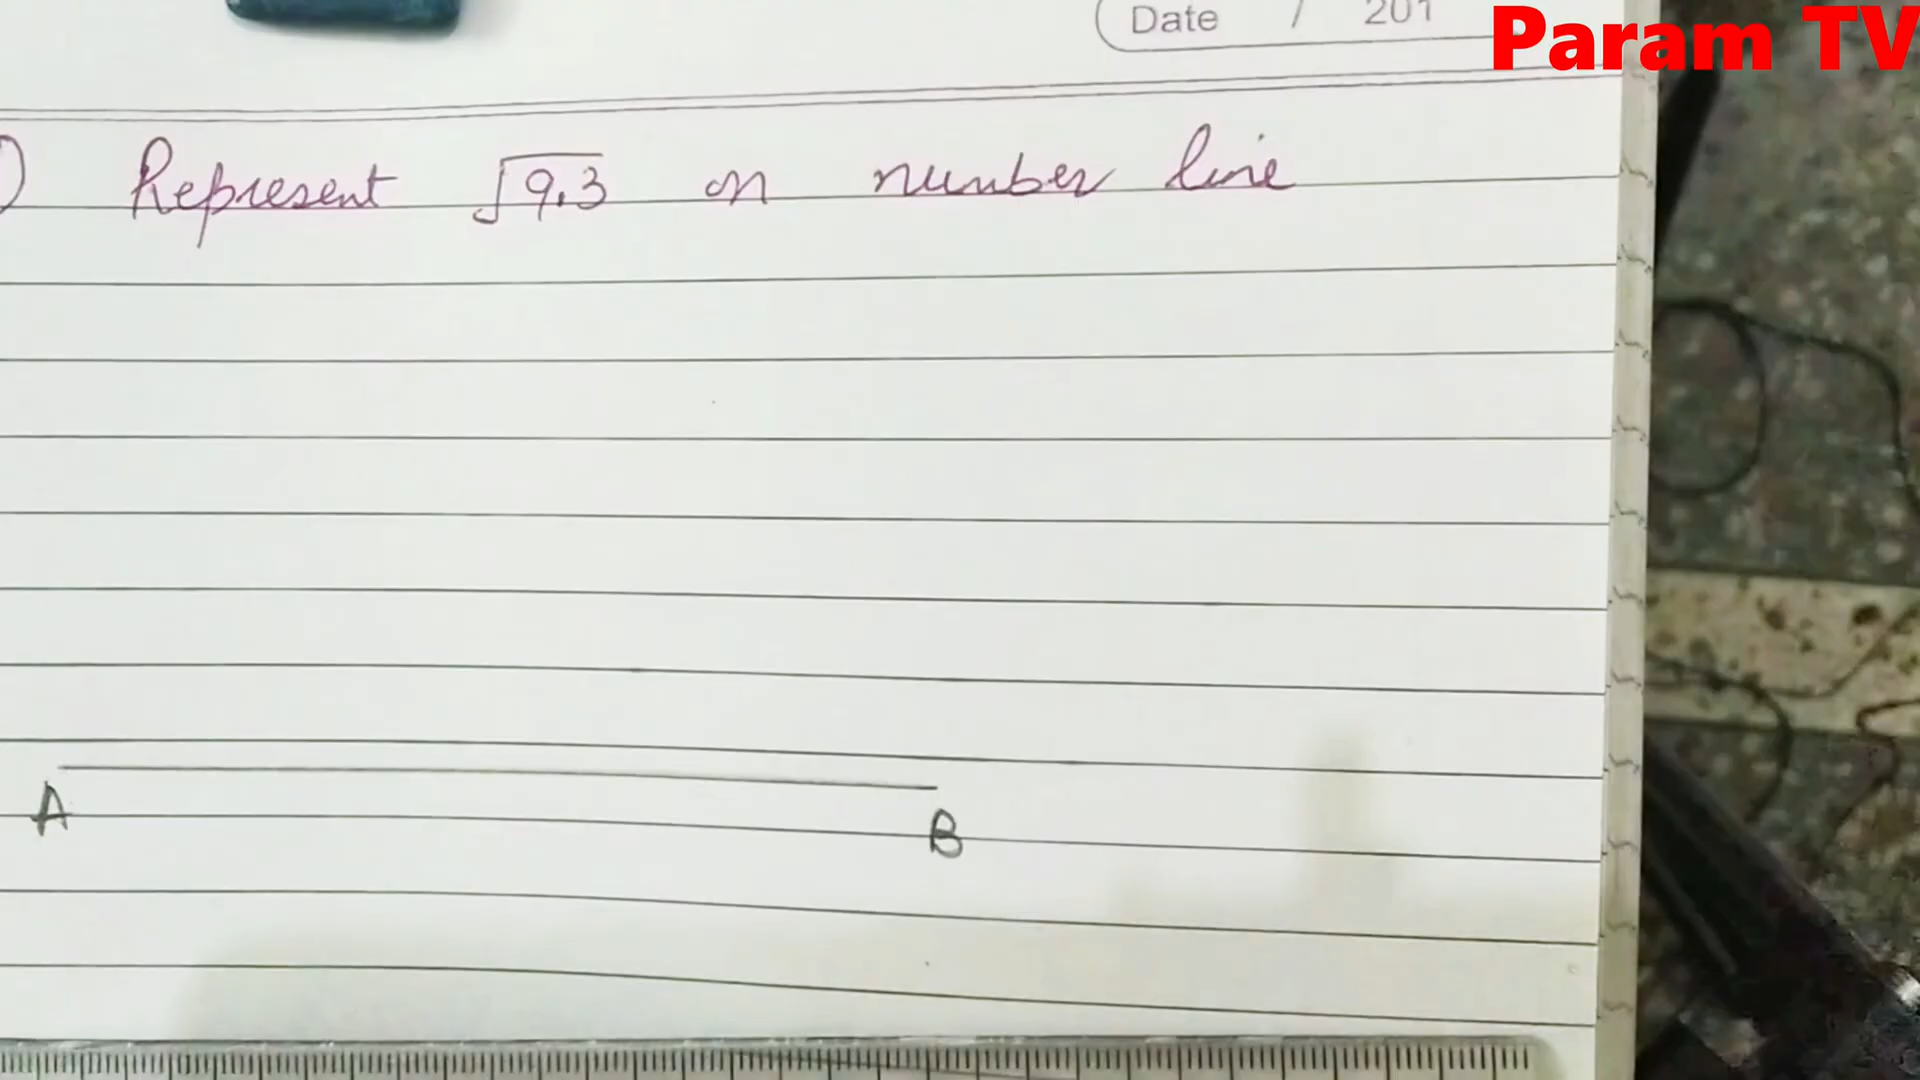 Date / 201
Param TV
Represent √9.3 on number line
A B